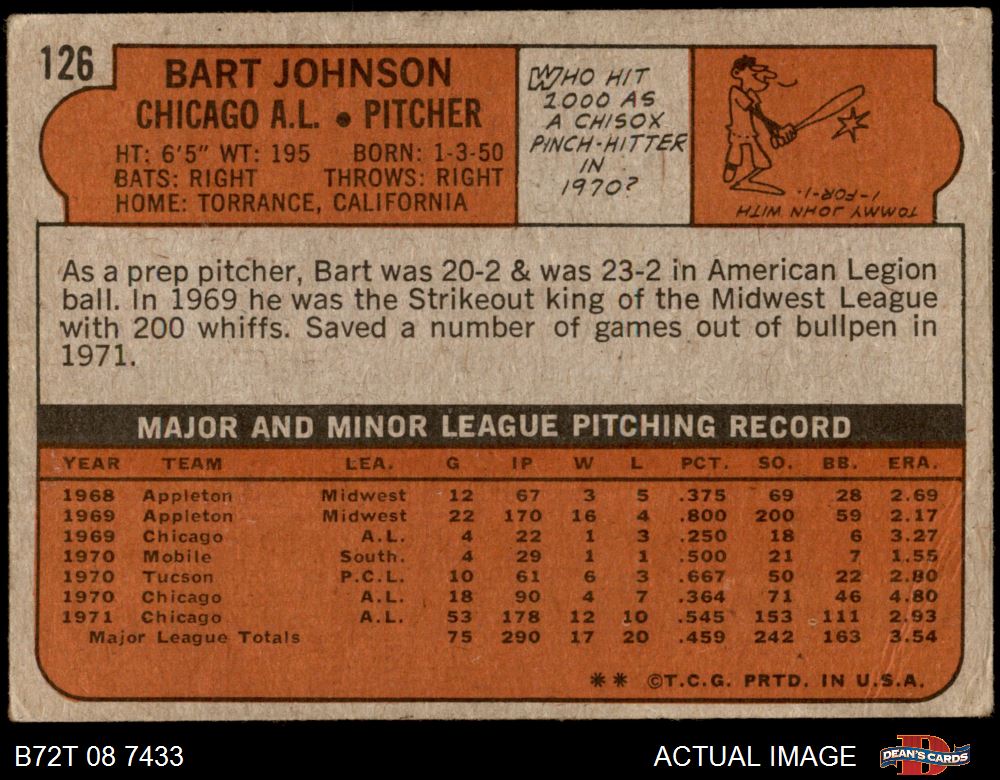 126
BART JOHNSON
CHICAGO A.L. • PITCHER
HT: 6'5" WT: 195 BORN: 1-3-50
BATS: RIGHT THROWS: RIGHT
HOME: TORRANCE, CALIFORNIA
WHO HIT
1.000 AS
A CHISOX
PINCH-HITTER
IN
1970?
TOMMY JOHN WITH
1-FOR-1.
As a prep pitcher, Bart was 20-2 & was 23-2 in American Legion
ball. In 1969 he was the Strikeout king of the Midwest League
with 200 whiffs. Saved a number of games out of bullpen in
1971.
MAJOR AND MINOR LEAGUE PITCHING RECORD
YEAR TEAM LEA. G IP W L PCT. SO. BB. ERA.
1968 Appleton Midwest 12 67 3 5 .375 69 28 2.69
1969 Appleton Midwest 22 170 16 4 .800 200 59 2.17
1969 Chicago A.L. 4 22 1 3 .250 18 6 3.27
1970 Mobile South. 4 29 1 1 .500 21 7 1.55
1970 Tucson P.C.L. 10 61 6 3 .667 50 22 2.80
1970 Chicago A.L. 18 90 4 7 .364 71 46 4.80
1971 Chicago A.L. 53 178 12 10 .545 153 111 2.93
Major League Totals 75 290 17 20 .459 242 163 3.54
** ©T.C.G. PRTD. IN U.S.A.
B72T 08 7433
ACTUAL IMAGE
DEAN'S CARDS